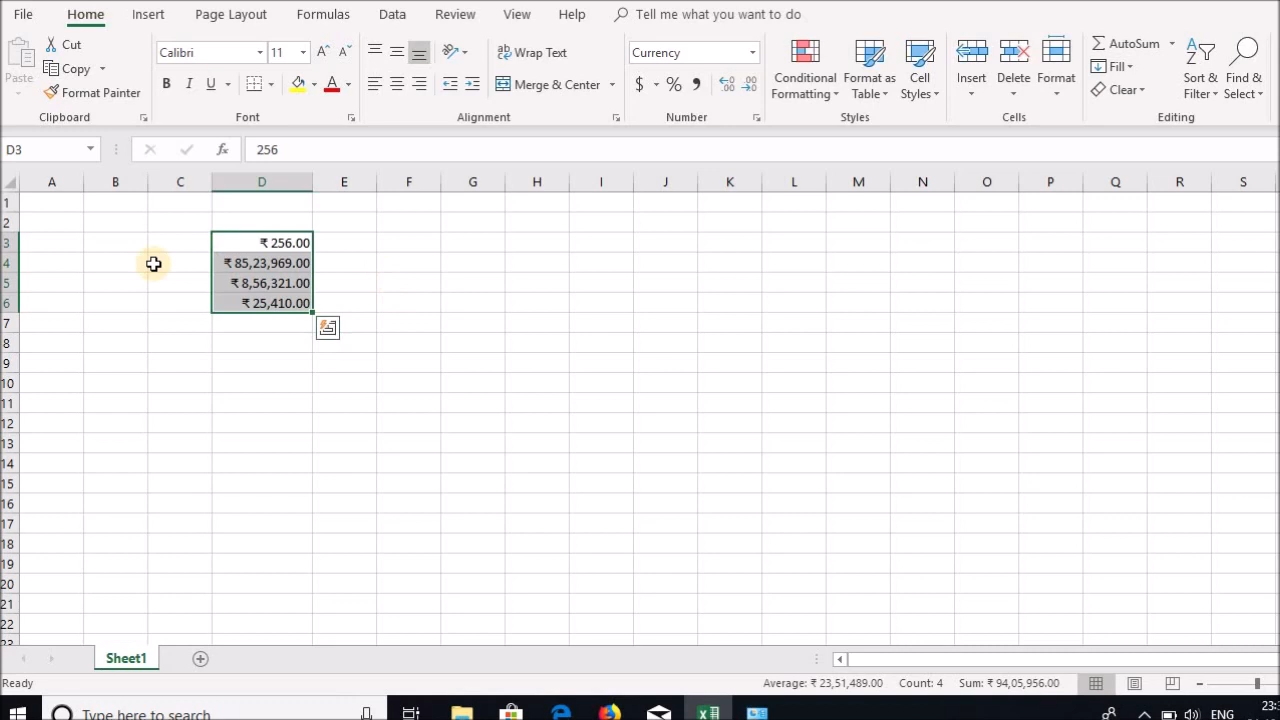 File Home Insert Page Layout Formulas Data Review View Help Tell me what you want to do
Paste
Cut
Copy
Format Painter
Clipboard
Calibri 11
B I U A
Font
Wrap Text
Merge & Center
Alignment
Currency
$ % ,
Number
Conditional Formatting
Format as Table
Cell Styles
Styles
Insert
Delete
Format
Cells
AutoSum
Fill
Clear
Sort & Filter
Find & Select
Editing
D3 fx 256
A B C D E F G H I J K L M N O P Q R S
1
2
3 ₹ 256.00
4 ₹ 85,23,969.00
5 ₹ 8,56,321.00
6 ₹ 25,410.00
7
8
9
10
11
12
13
14
15
16
17
18
19
20
21
22
23
Sheet1
Ready Average: ₹ 23,51,489.00 Count: 4 Sum: ₹ 94,05,956.00
Type here to search ENG